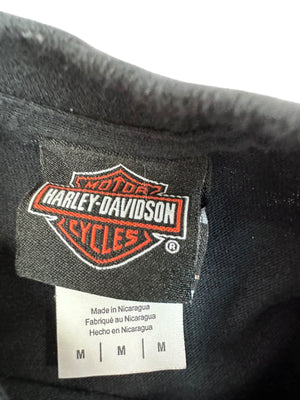 MOTOR
HARLEY-DAVIDSON
CYCLES
®
Made in Nicaragua
Fabriqué au Nicaragua
Hecho en Nicaragua
M | M | M